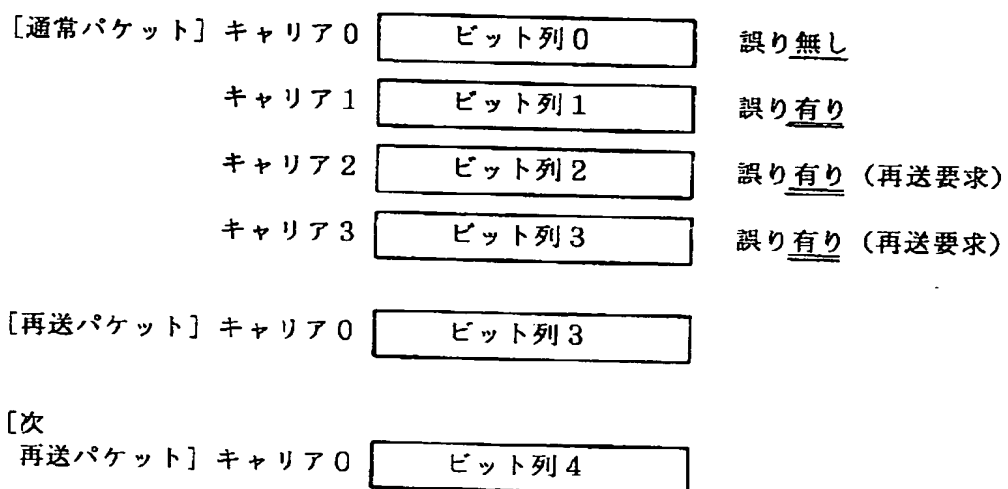 [通常パケット] キャリア0 ビット列0 誤り無し
キャリア1 ビット列1 誤り有り
キャリア2 ビット列2 誤り有り (再送要求)
キャリア3 ビット列3 誤り有り (再送要求)
[再送パケット] キャリア0 ビット列3
[次
再送パケット] キャリア0 ビット列4